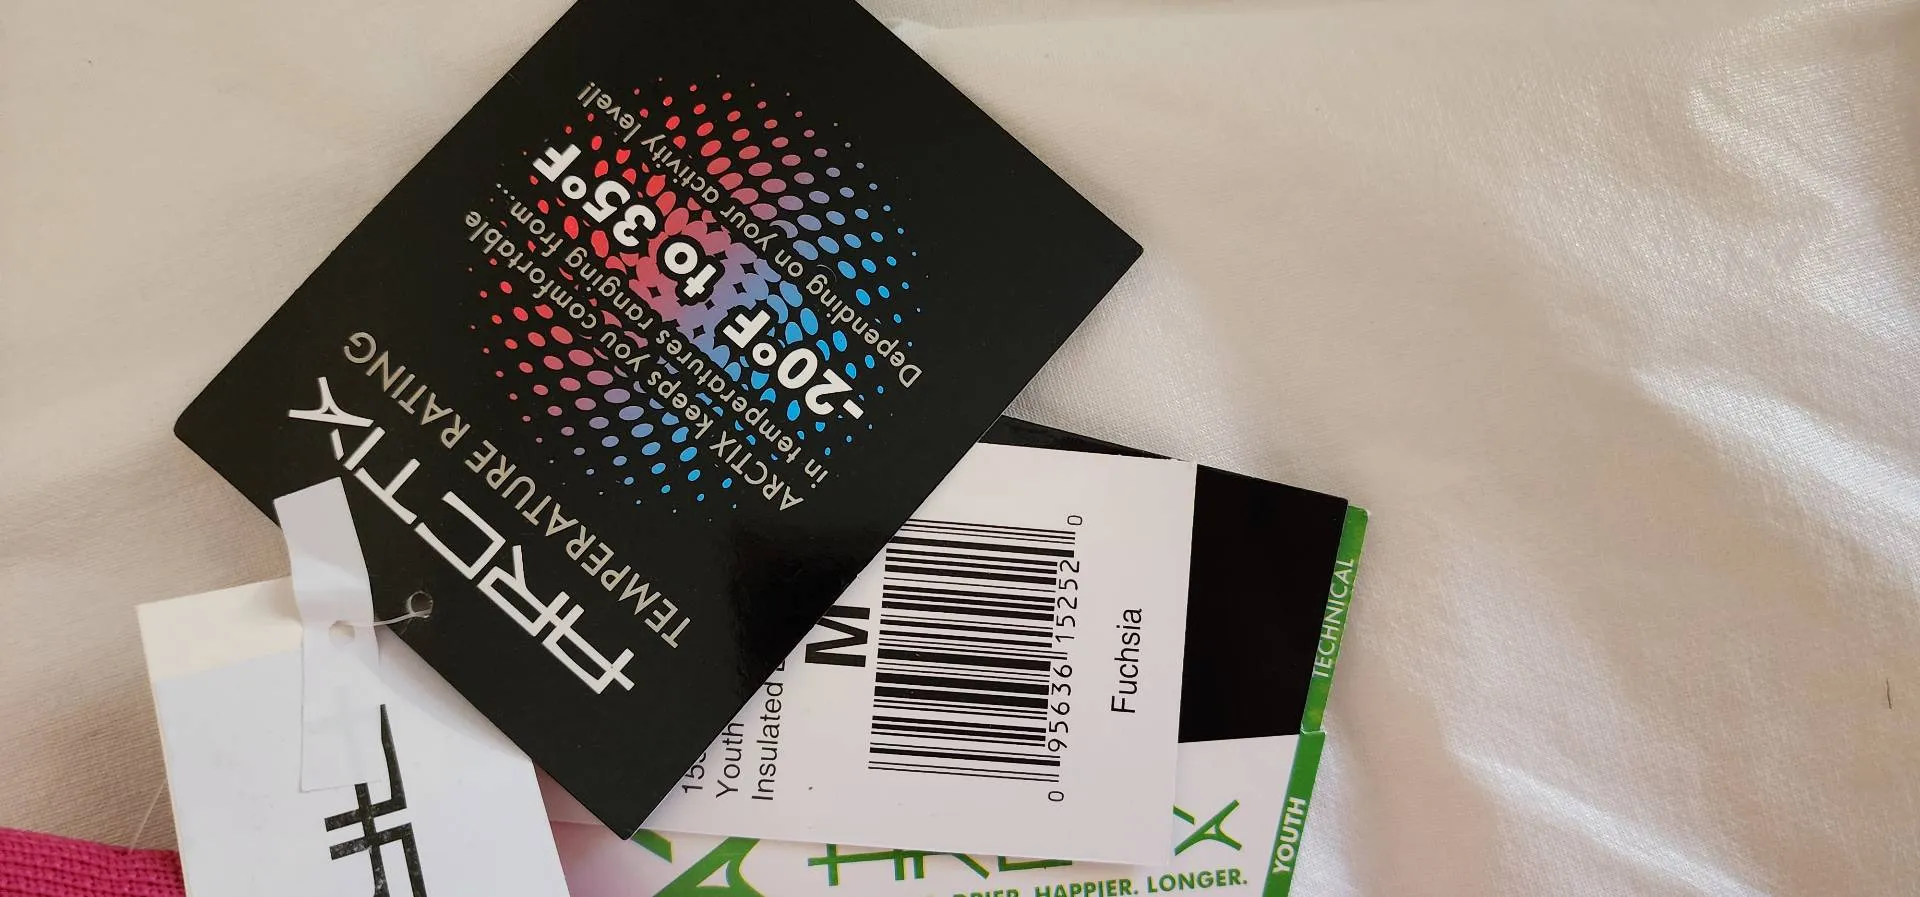 ARCTIX
TEMPERATURE RATING
ARCTIX keeps you comfortable
in temperatures ranging from...
-20°F to 35°F
Depending on your activity level!!
Youth
Insulated
M
0 95636 15252 0
Fuchsia
TECHNICAL
YOUTH
DRIER. HAPPIER. LONGER.